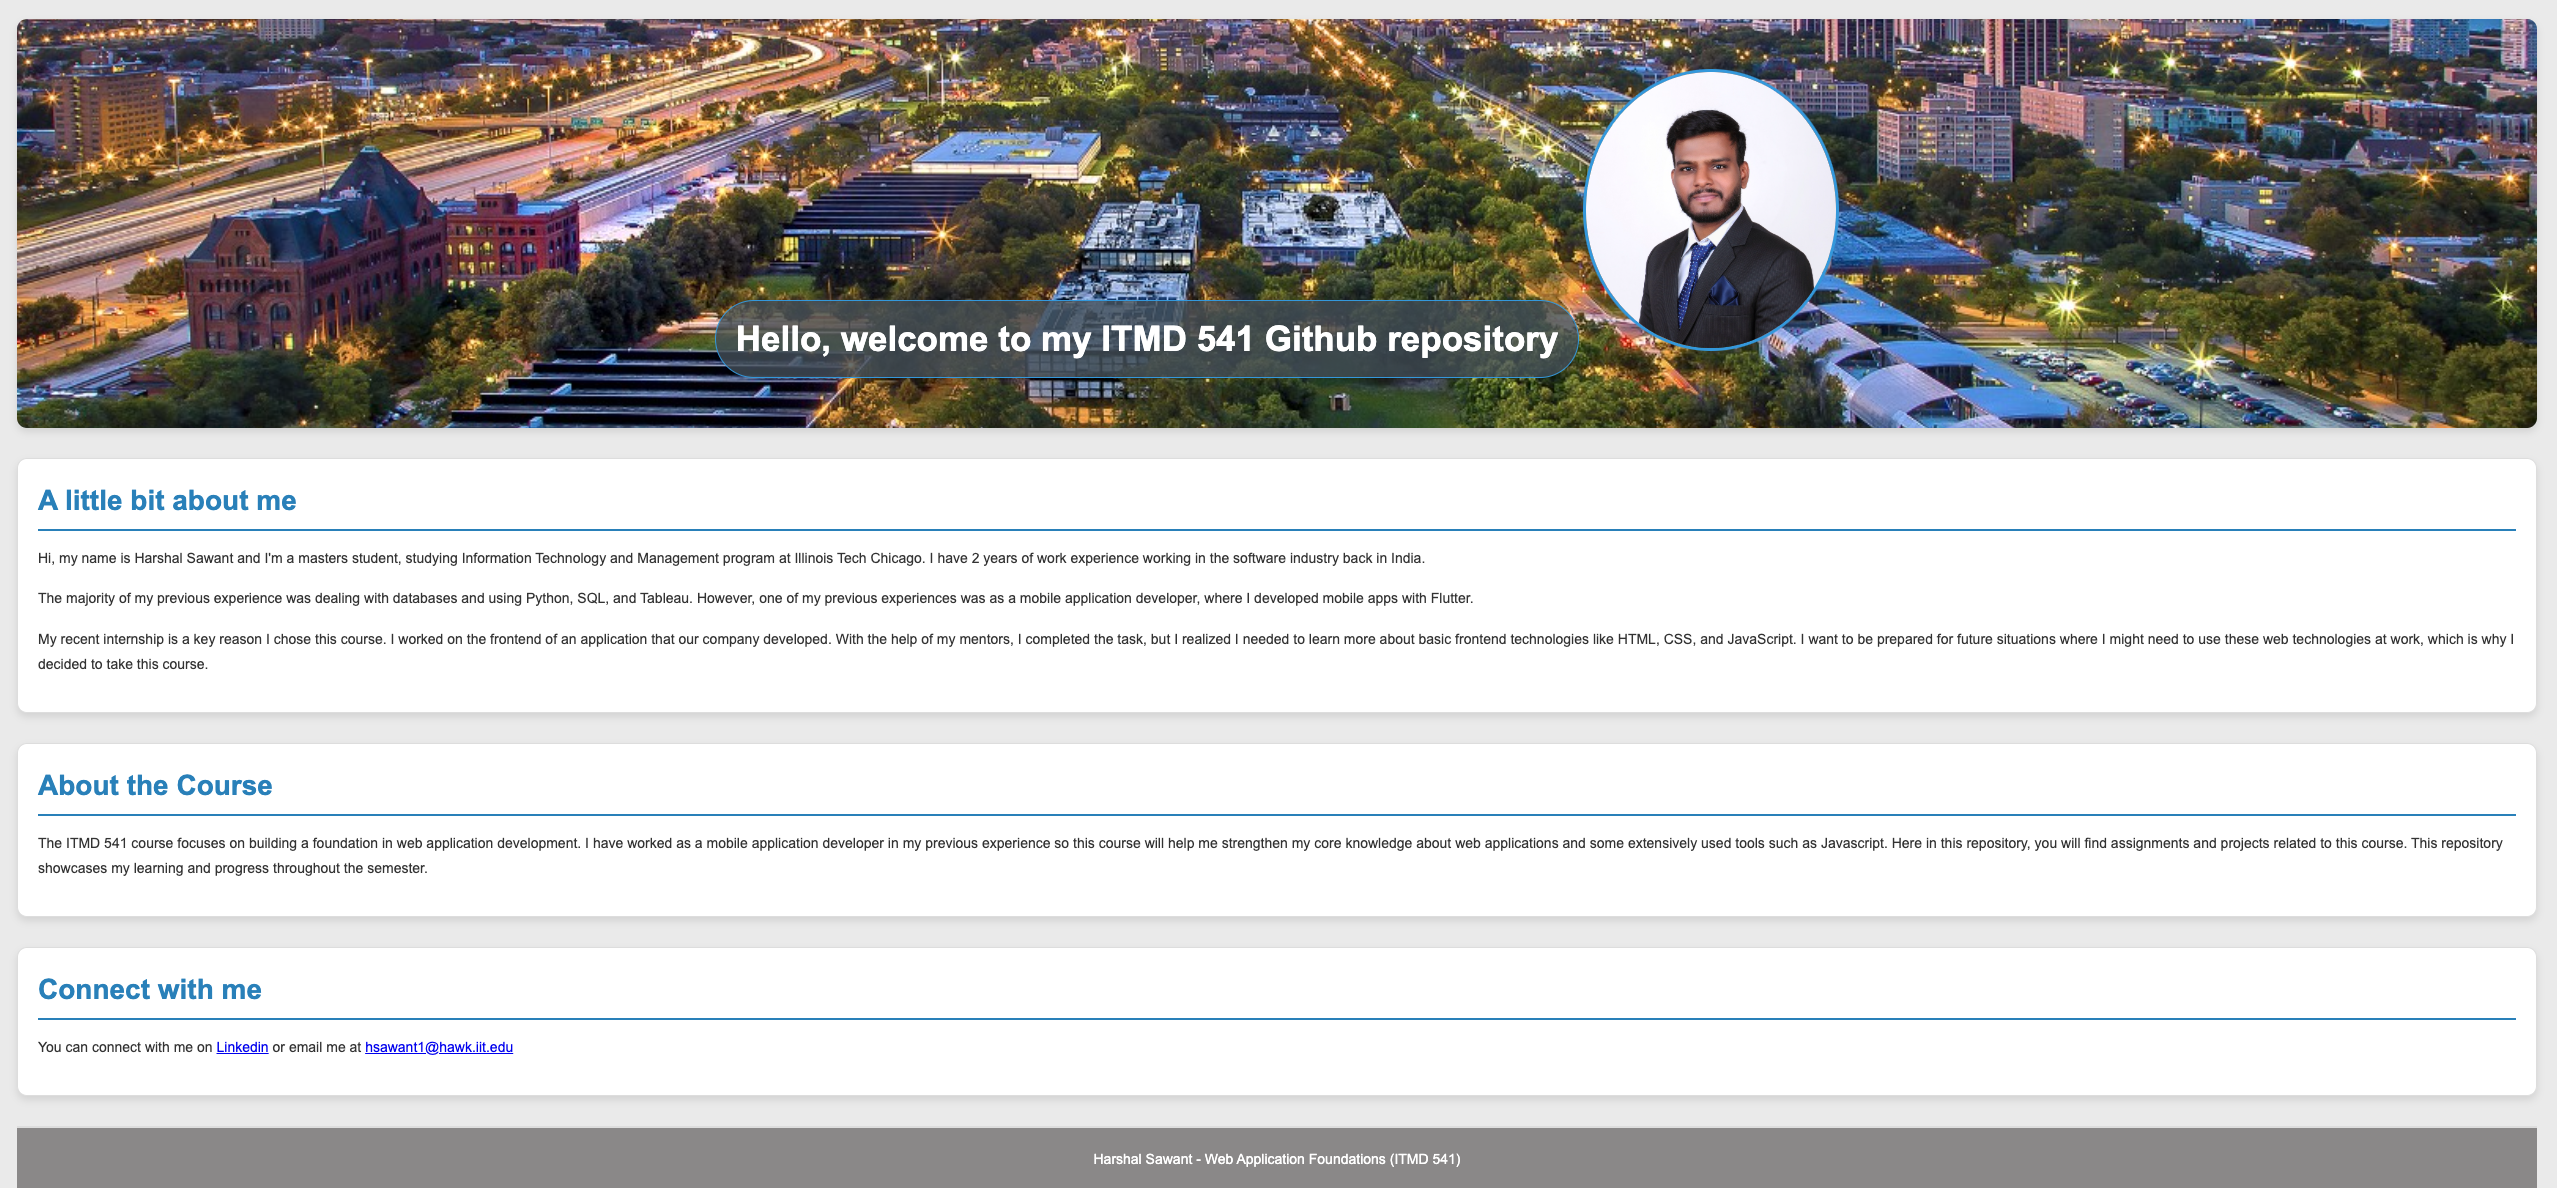 Hello, welcome to my ITMD 541 Github repository
A little bit about me
Hi, my name is Harshal Sawant and I'm a masters student, studying Information Technology and Management program at Illinois Tech Chicago. I have 2 years of work experience working in the software industry back in India.
The majority of my previous experience was dealing with databases and using Python, SQL, and Tableau. However, one of my previous experiences was as a mobile application developer, where I developed mobile apps with Flutter.
My recent internship is a key reason I chose this course. I worked on the frontend of an application that our company developed. With the help of my mentors, I completed the task, but I realized I needed to learn more about basic frontend technologies like HTML, CSS, and JavaScript. I want to be prepared for future situations where I might need to use these web technologies at work, which is why I
decided to take this course.
About the Course
The ITMD 541 course focuses on building a foundation in web application development. I have worked as a mobile application developer in my previous experience so this course will help me strengthen my core knowledge about web applications and some extensively used tools such as Javascript. Here in this repository, you will find assignments and projects related to this course. This repository
showcases my learning and progress throughout the semester.
Connect with me
You can connect with me on Linkedin or email me at hsawant1@hawk.iit.edu
Harshal Sawant - Web Application Foundations (ITMD 541)